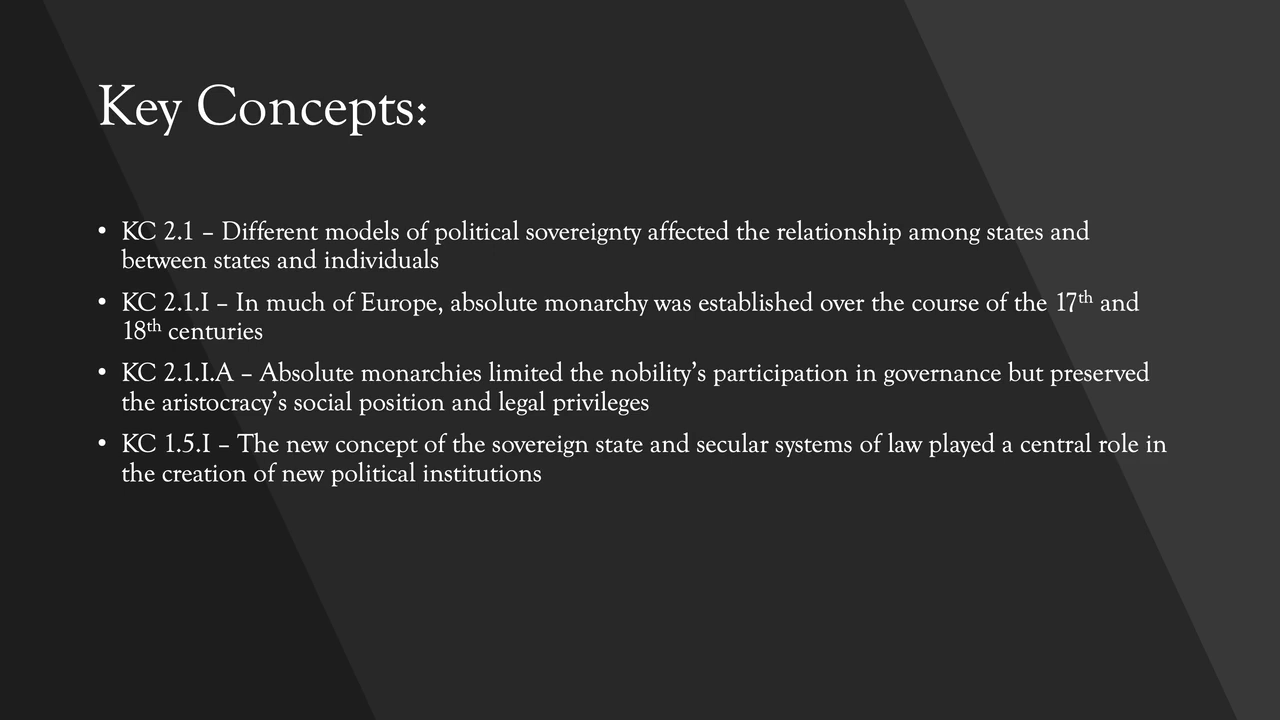 Key Concepts:
• KC 2.1 – Different models of political sovereignty affected the relationship among states and
between states and individuals
• KC 2.1.I – In much of Europe, absolute monarchy was established over the course of the 17th and
18th centuries
• KC 2.1.I.A – Absolute monarchies limited the nobility’s participation in governance but preserved
the aristocracy’s social position and legal privileges
• KC 1.5.I – The new concept of the sovereign state and secular systems of law played a central role in
the creation of new political institutions